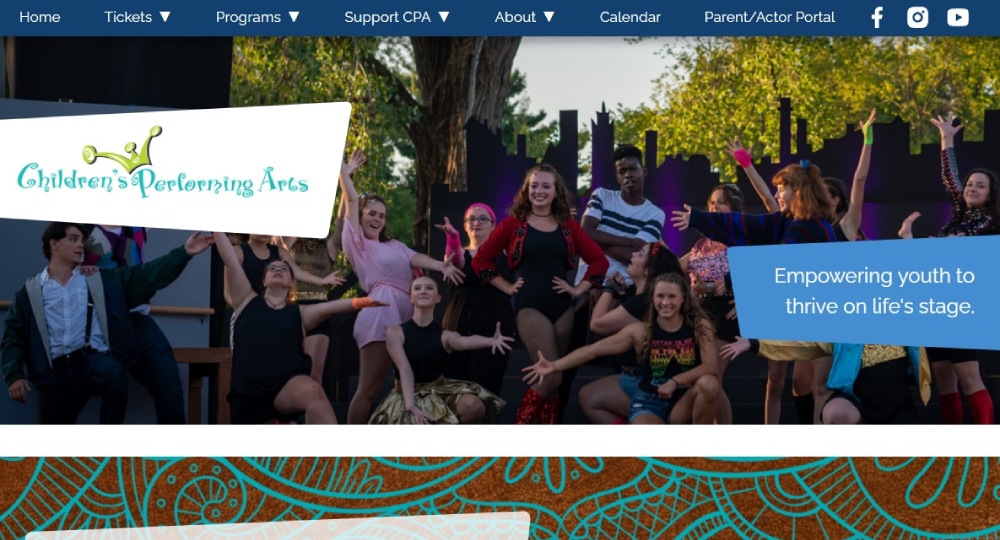 Home
Tickets ▼
Programs ▼
Support CPA ▼
About ▼
Calendar
Parent/Actor Portal
Children's Performing Arts
Empowering youth to
thrive on life's stage.